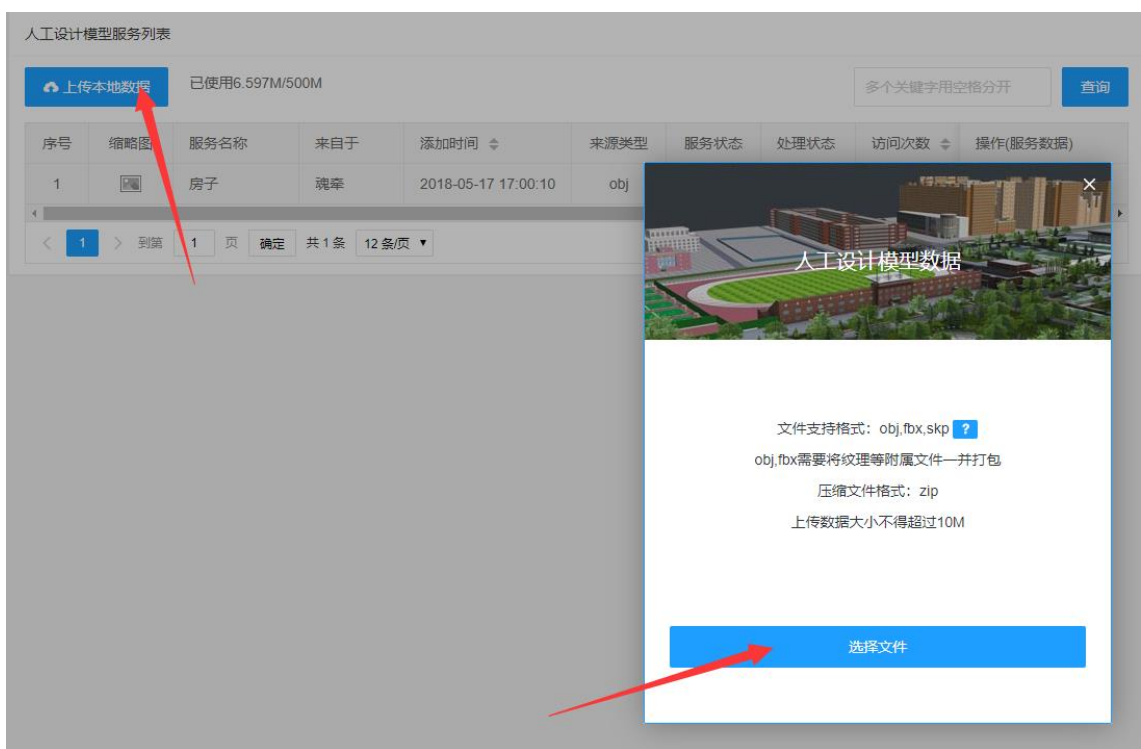 人工设计模型服务列表
上传本地数据 已使用6.597M/500M 多个关键字用空格分开 查询
序号 缩略图 服务名称 来自于 添加时间 来源类型 服务状态 处理状态 访问次数 操作(服务数据)
1 房子 魂牵 2018-05-17 17:00:10 obj
1 到第 1 页 确定 共1条 12条/页
人工设计模型数据
文件支持格式：obj,fbx,skp ?
obj,fbx需要将纹理等附属文件一并打包
压缩文件格式：zip
上传数据大小不得超过10M
选择文件